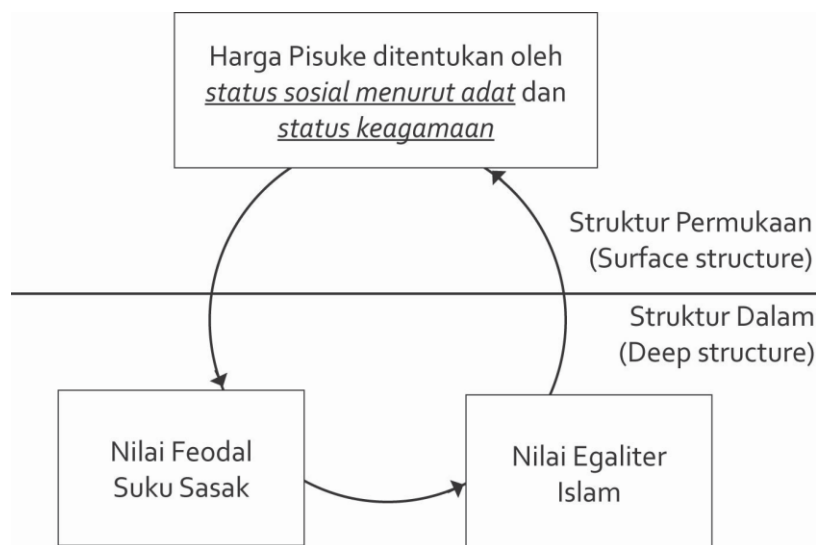 Harga Pisuke ditentukan oleh
status sosial menurut adat dan
status keagamaan
Struktur Permukaan
(Surface structure)
Struktur Dalam
(Deep structure)
Nilai Feodal
Suku Sasak
Nilai Egaliter
Islam